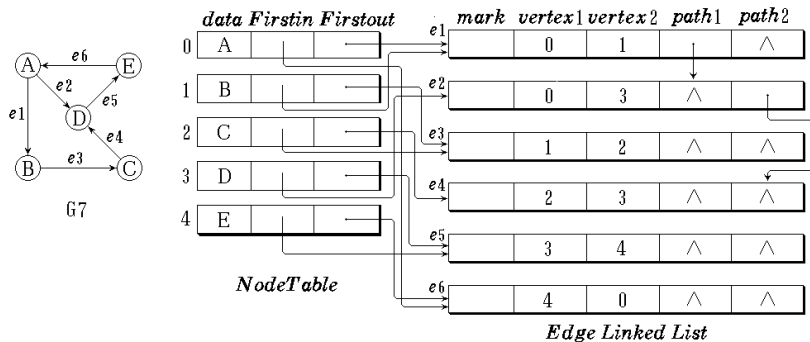 data Firstin Firstout
mark vertex1 vertex2 path1 path2
e6
A E
e2 e5
D
e1 e4
e3
B C
G7
0 A
1 B
2 C
3 D
4 E
NodeTable
e1 0 1 ∧
e2 0 3 ∧
e3 1 2 ∧ ∧
e4 2 3 ∧ ∧
e5 3 4 ∧ ∧
e6 4 0 ∧ ∧
Edge Linked List